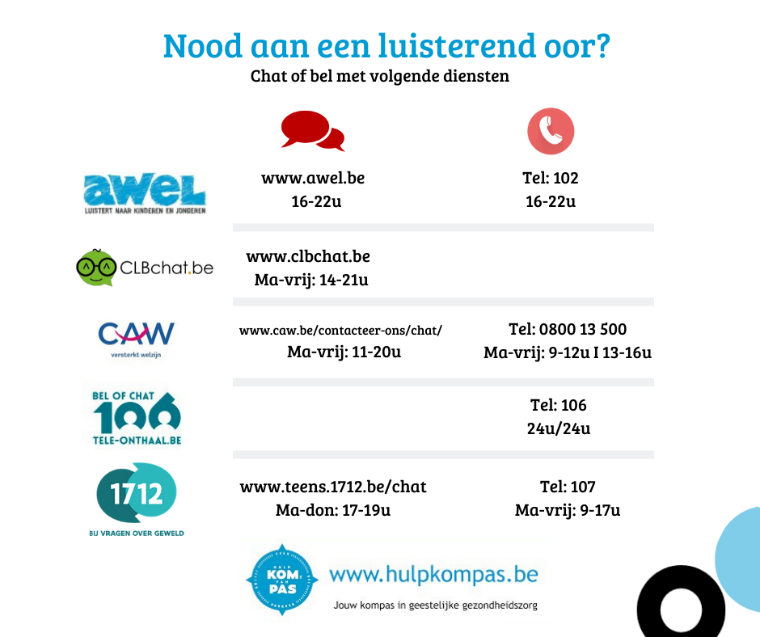 Nood aan een luisterend oor?
Chat of bel met volgende diensten
awel
LUISTERT NAAR KINDEREN EN JONGEREN
www.awel.be
16-22u
Tel: 102
16-22u
CLBchat.be
www.clbchat.be
Ma-vrij: 14-21u
CAW
versterkt welzijn
www.caw.be/contacteer-ons/chat/
Ma-vrij: 11-20u
Tel: 0800 13 500
Ma-vrij: 9-12u I 13-16u
BEL OF CHAT
106
TELE-ONTHAAL.BE
Tel: 106
24u/24u
1712
BIJ VRAGEN OVER GEWELD
www.teens.1712.be/chat
Ma-don: 17-19u
Tel: 107
Ma-vrij: 9-17u
HULP
KOM.
PAS
www.hulpkompas.be
Jouw kompas in geestelijke gezondheidszorg